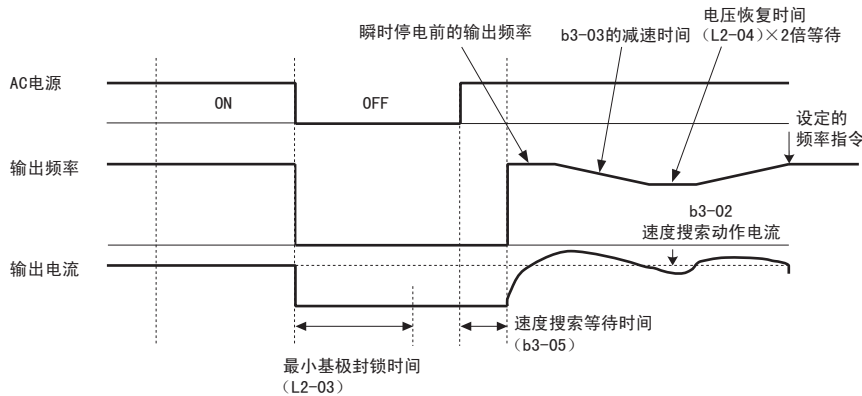 电压恢复时间
瞬时停电前的输出频率
b3-03的减速时间
(L2-04)×2倍等待
AC电源
ON
OFF
设定的
频率指令
输出频率
b3-02
速度搜索动作电流
输出电流
速度搜索等待时间
(b3-05)
最小基极封锁时间
(L2-03)